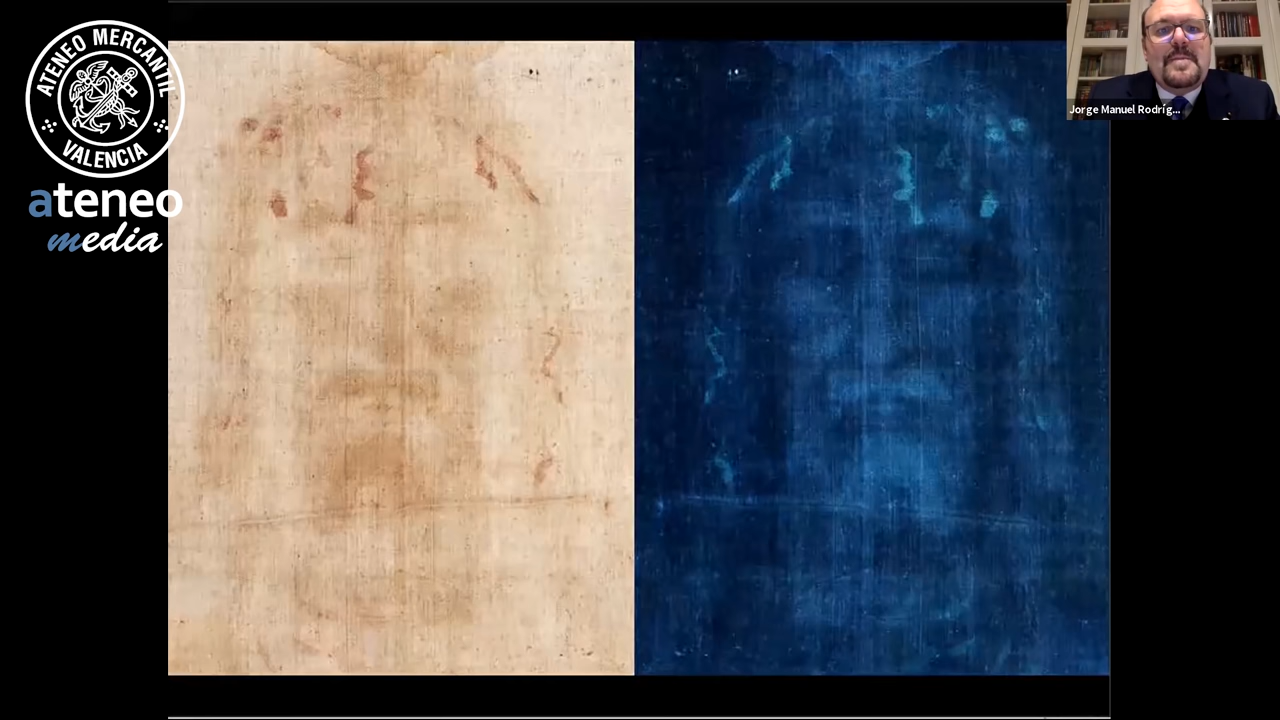 ATENEO MERCANTIL
VALENCIA
ateneo
media
Jorge Manuel Rodríg...